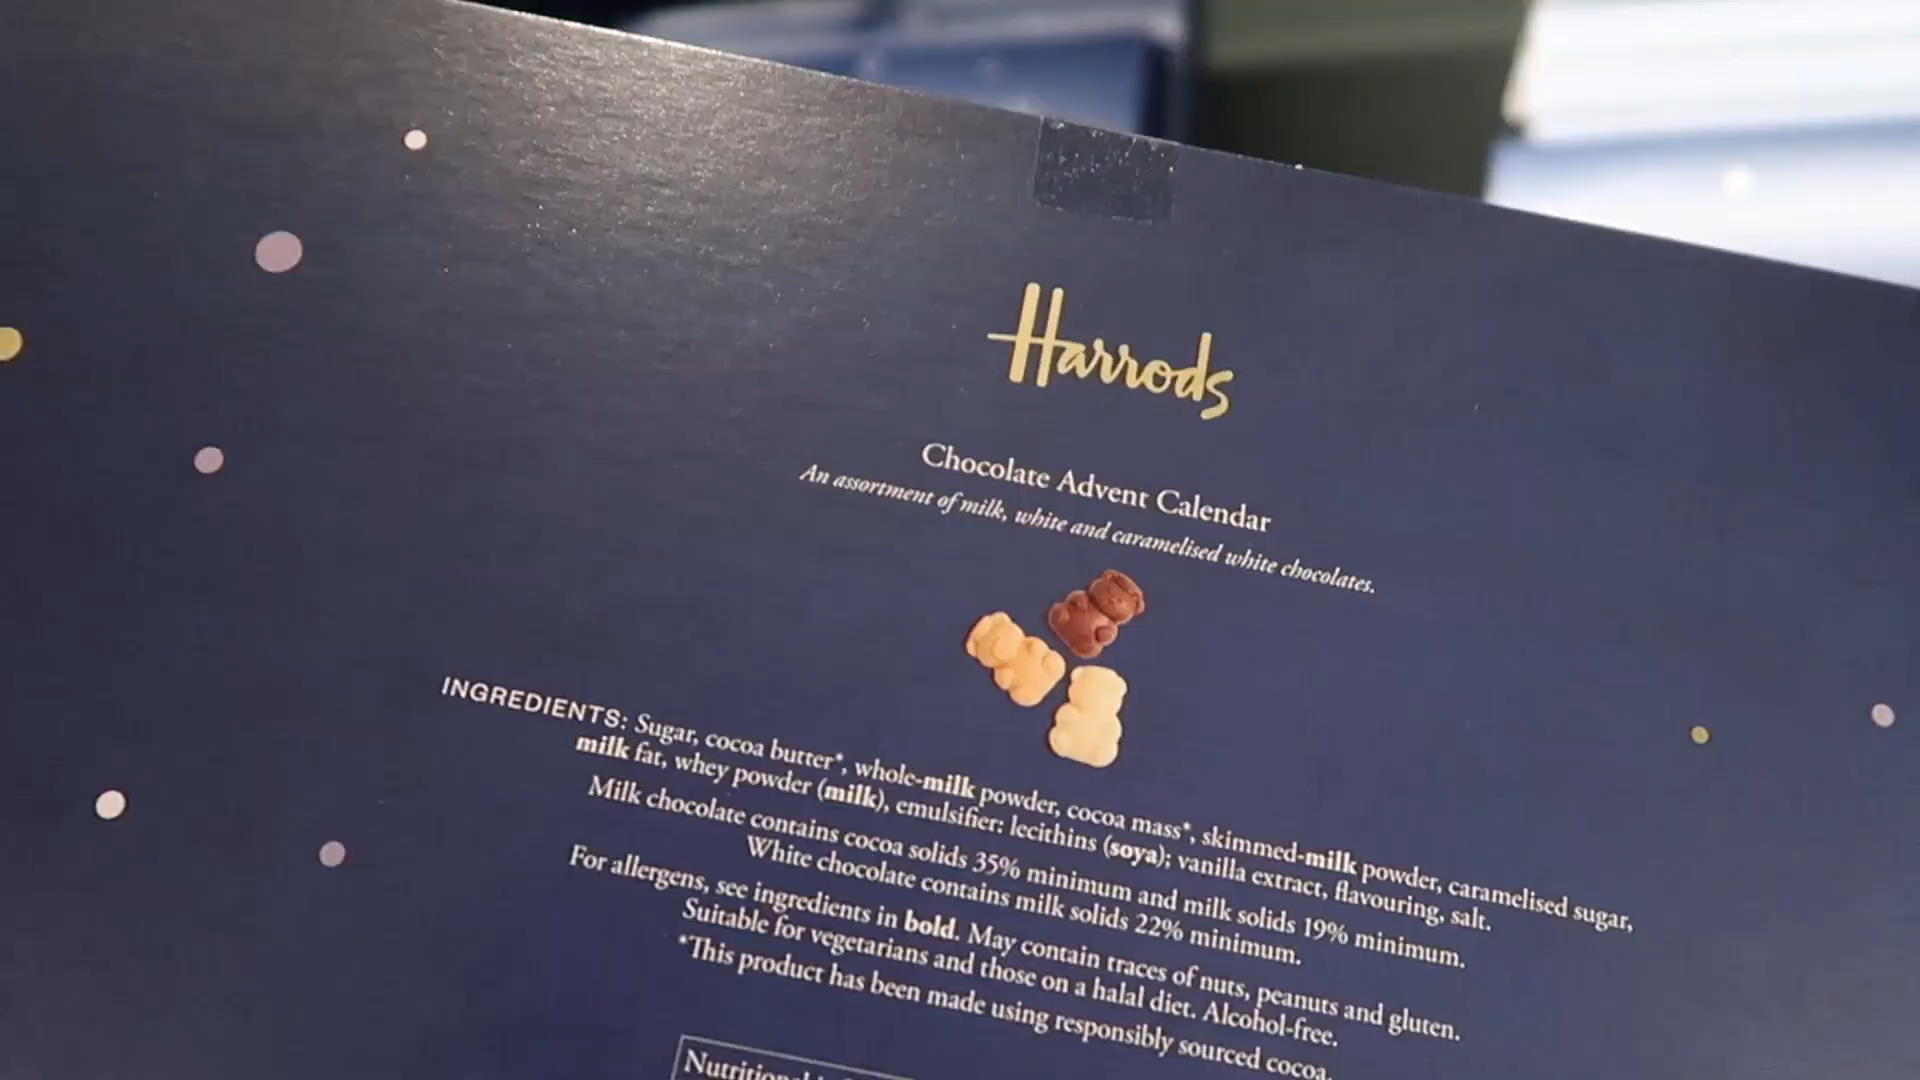 Harrods
Chocolate Advent Calendar
An assortment of milk, white and caramelised white chocolates.
INGREDIENTS: Sugar, cocoa butter*, whole-milk powder, cocoa mass*, skimmed-milk powder, caramelised sugar,
milk fat, whey powder (milk), emulsifier: lecithins (soya); vanilla extract, flavouring, salt.
Milk chocolate contains cocoa solids 35% minimum and milk solids 19% minimum.
White chocolate contains milk solids 22% minimum.
For allergens, see ingredients in bold. May contain traces of nuts, peanuts and gluten.
Suitable for vegetarians and those on a halal diet. Alcohol-free.
*This product has been made using responsibly sourced cocoa.